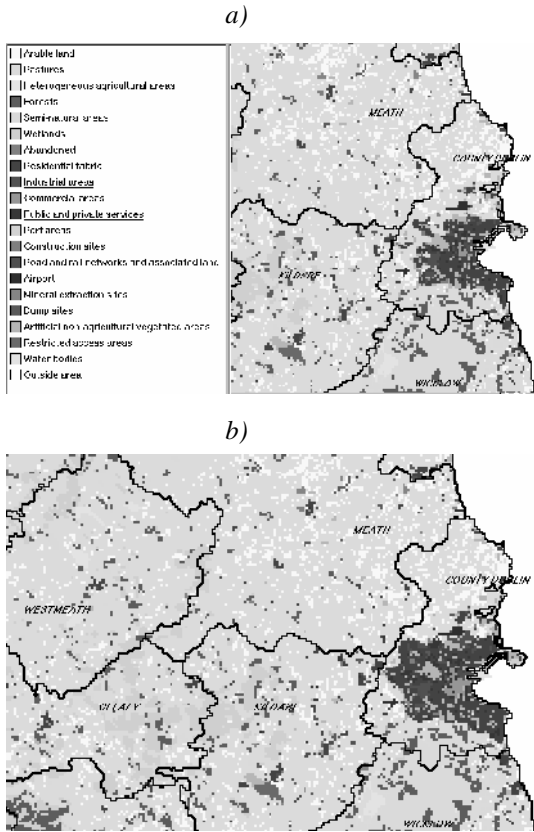 a)
Arable land
Pastures
Heterogeneous agricultural areas
Forests
Semi-natural areas
Wetlands
Abandoned
Residential fabric
Industrial areas
Commercial areas
Public and private services
Port areas
Construction sites
Road and rail networks and associated land
Airport
Mineral extraction sites
Dump sites
Artificial non agricultural vegetated areas
Restricted access areas
Water bodies
Outside area
MEATH
COUNTY DUBLIN
KILDARE
WICKLOW
b)
MEATH
COUNTY DUBLIN
WESTMEATH
KILDARE
WICKLOW